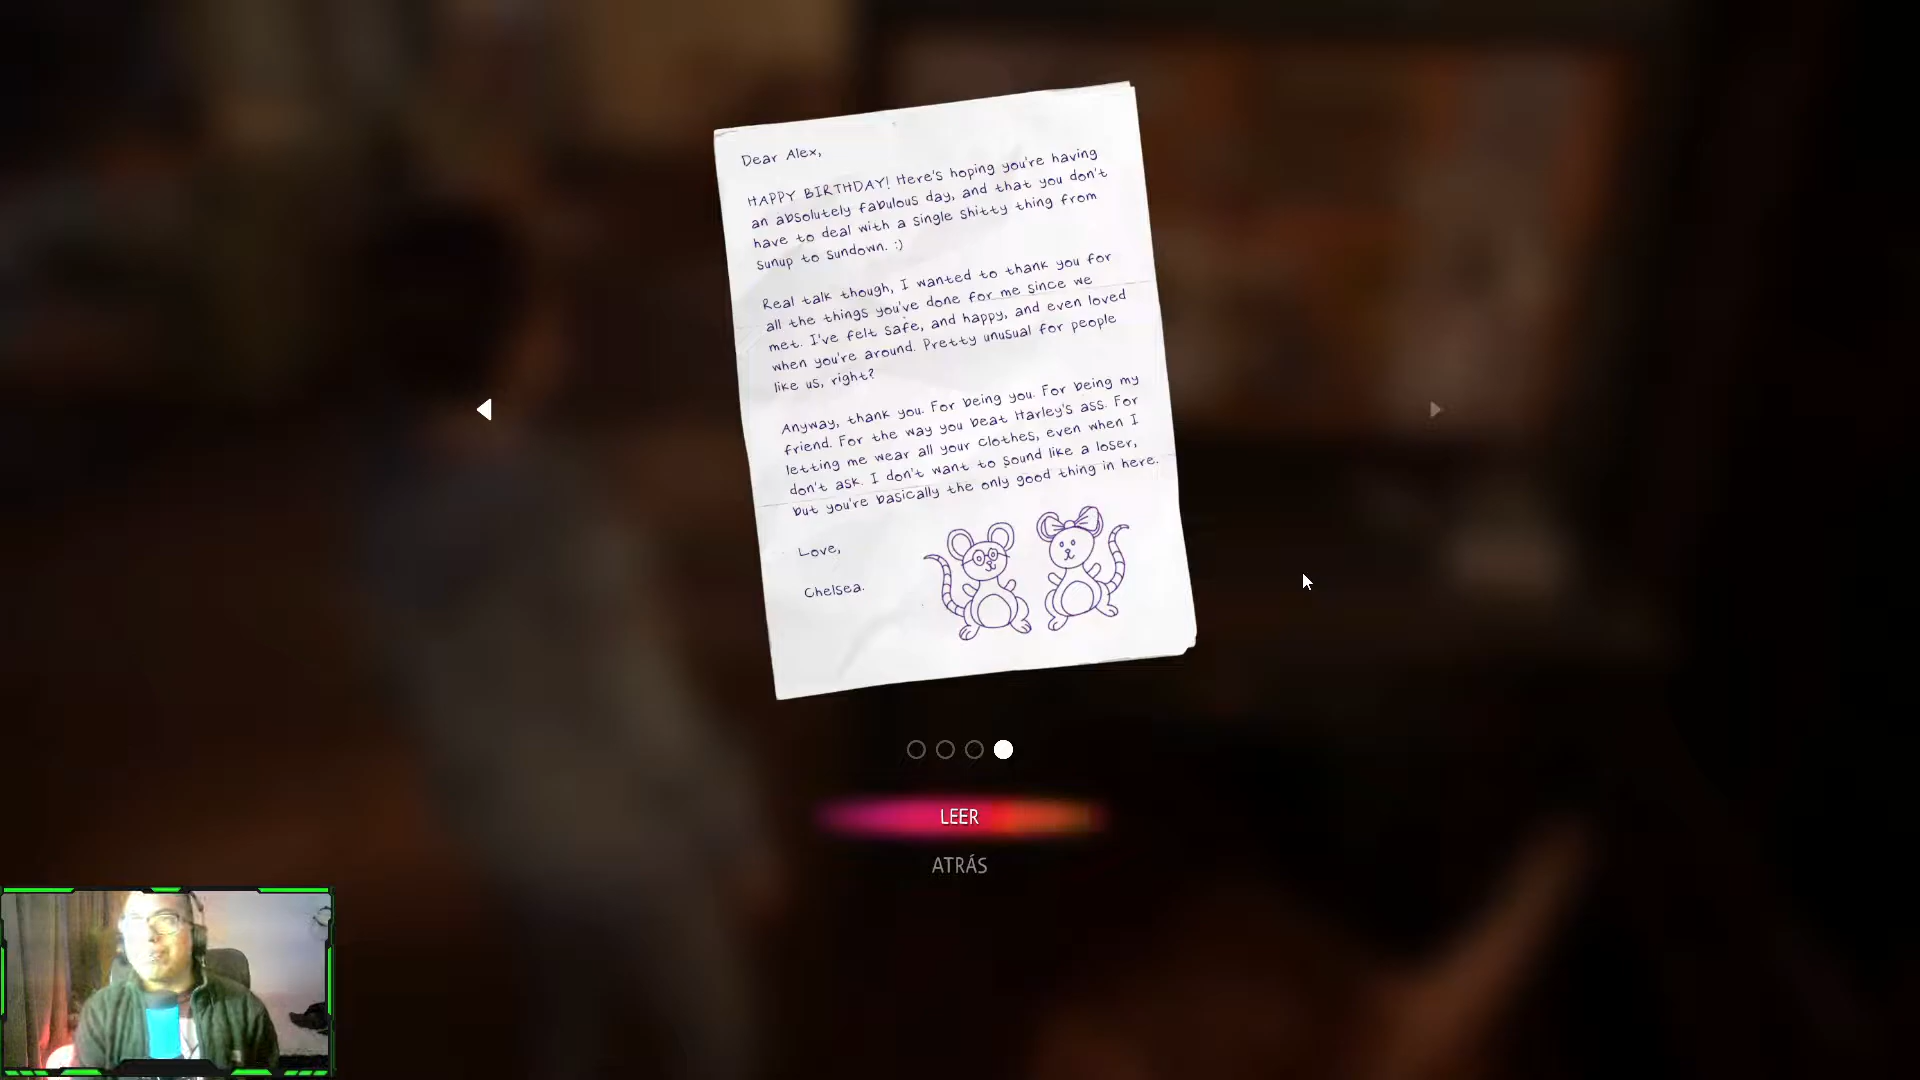 Dear Alex,
HAPPY BIRTHDAY! Here's hoping you're having
an absolutely fabulous day, and that you don't
have to deal with a single shitty thing from
sunup to sundown. :)
Real talk though, I wanted to thank you for
all the things you've done for me since we
met. I've felt safe, and happy, and even loved
when you're around. Pretty unusual for people
like us, right?
Anyway, thank you. For being you. For being my
friend. For the way you beat Harley's ass. For
letting me wear all your clothes, even when I
don't ask. I don't want to sound like a loser,
but you're basically the only good thing in here.
Love,
Chelsea.
LEER
ATRÁS